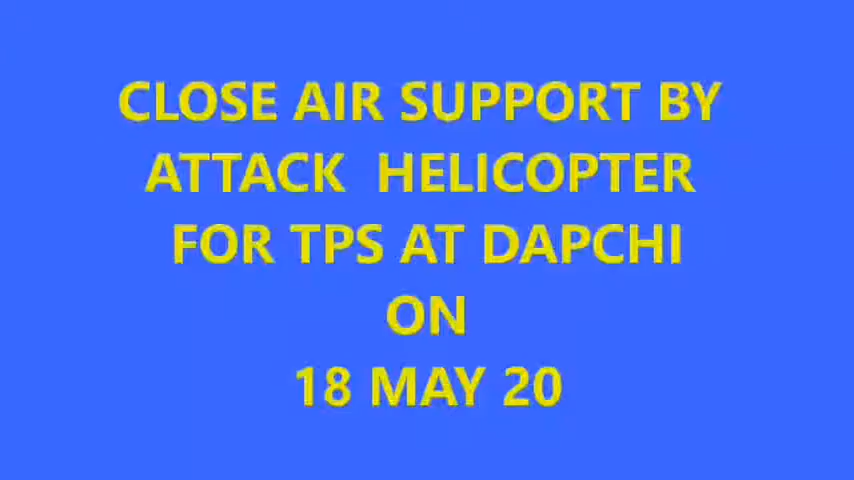 CLOSE AIR SUPPORT BY
ATTACK HELICOPTER
FOR TPS AT DAPCHI
ON
18 MAY 20